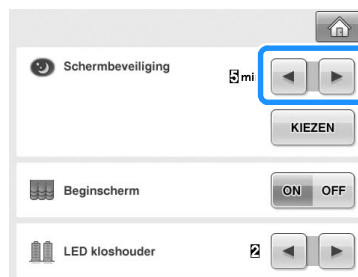 Schermbeveiliging
5 mi
KIEZEN
Beginscherm
ON OFF
LED kloshouder
2